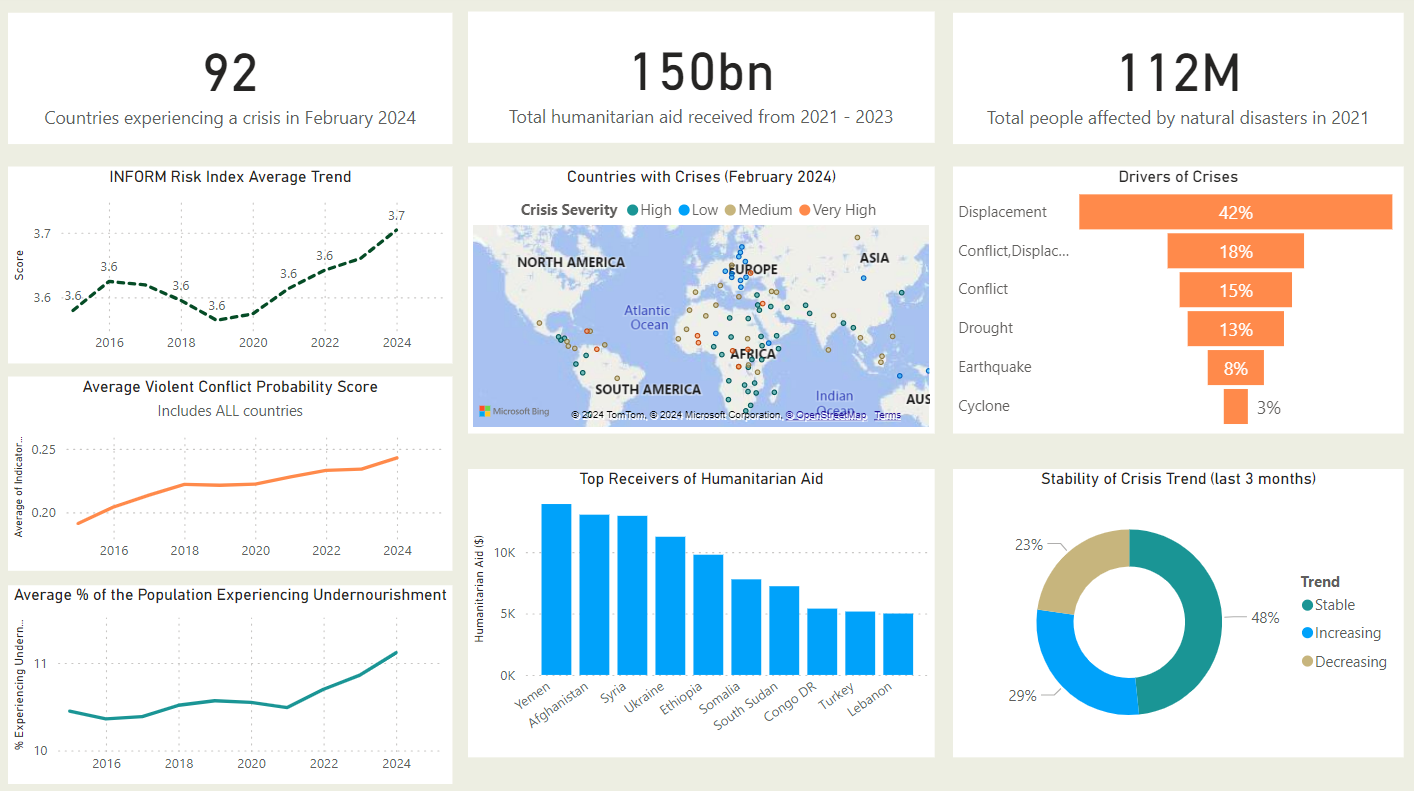 92
Countries experiencing a crisis in February 2024
150bn
Total humanitarian aid received from 2021 - 2023
112M
Total people affected by natural disasters in 2021
INFORM Risk Index Average Trend
Score
3.7
3.6
3.6
3.6
3.6
3.6
3.6
3.6
3.7
2016
2018
2020
2022
2024
Average Violent Conflict Probability Score
Includes ALL countries
Average of Indicator...
0.25
0.20
2016
2018
2020
2022
2024
Average % of the Population Experiencing Undernourishment
% Experiencing Undern...
11
10
2016
2018
2020
2022
2024
Countries with Crises (February 2024)
Crisis Severity High Low Medium Very High
NORTH AMERICA
EUROPE
ASIA
Atlantic
Ocean
AFRICA
SOUTH AMERICA
Indian
Ocean
AUS
Microsoft Bing
© 2024 TomTom, © 2024 Microsoft Corporation, © OpenStreetMap Terms
Top Receivers of Humanitarian Aid
Humanitarian Aid ($)
10K
5K
0K
Yemen
Afghanistan
Syria
Ukraine
Ethiopia
Somalia
South Sudan
Congo DR
Turkey
Lebanon
Drivers of Crises
Displacement 42%
Conflict,Displac... 18%
Conflict 15%
Drought 13%
Earthquake 8%
Cyclone 3%
Stability of Crisis Trend (last 3 months)
23%
48%
29%
Trend
Stable
Increasing
Decreasing